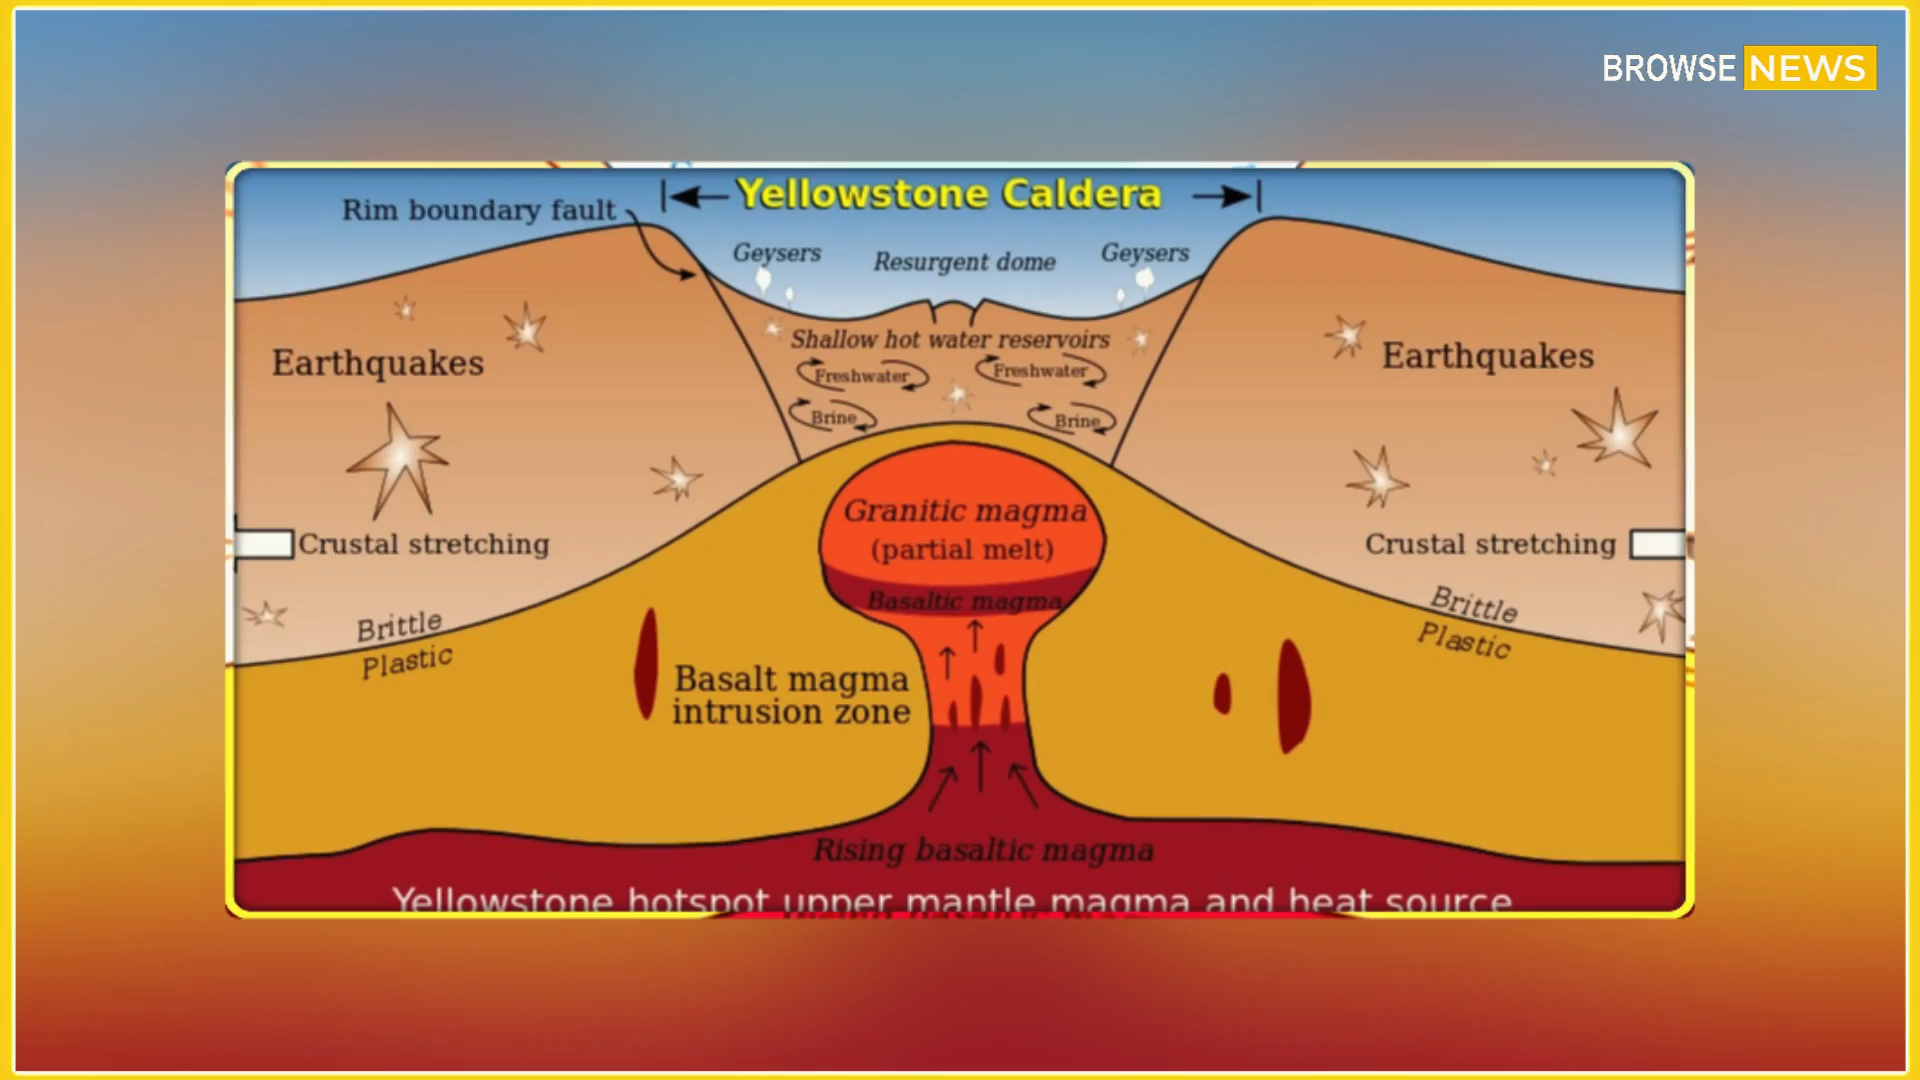 BROWSE NEWS
Yellowstone Caldera
Rim boundary fault
Geysers
Resurgent dome
Geysers
Shallow hot water reservoirs
Freshwater
Freshwater
Brine
Brine
Earthquakes
Earthquakes
Granitic magma
(partial melt)
Basaltic magma
Crustal stretching
Crustal stretching
Brittle
Plastic
Brittle
Plastic
Basalt magma
intrusion zone
Rising basaltic magma
Yellowstone hotspot upper mantle magma and heat source